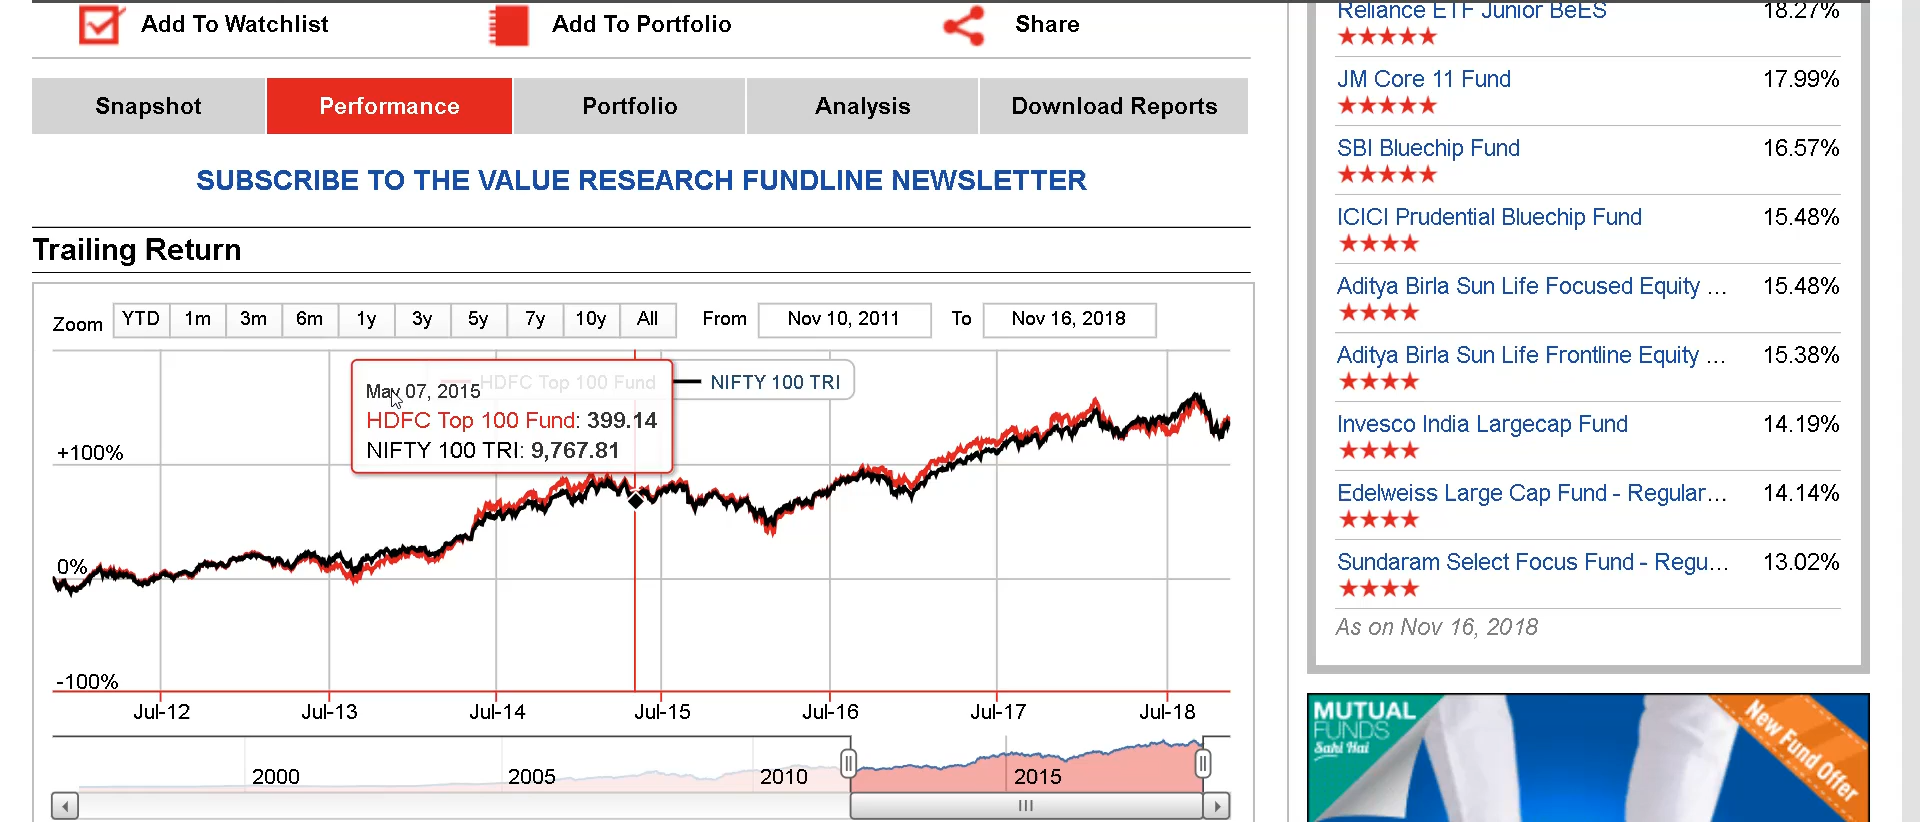 Add To Watchlist
Add To Portfolio
Share
Snapshot
Performance
Portfolio
Analysis
Download Reports
SUBSCRIBE TO THE VALUE RESEARCH FUNDLINE NEWSLETTER
Trailing Return
Zoom YTD 1m 3m 6m 1y 3y 5y 7y 10y All From Nov 10, 2011 To Nov 16, 2018
HDFC Top 100 Fund
NIFTY 100 TRI
May 07, 2015
HDFC Top 100 Fund: 399.14
NIFTY 100 TRI: 9,767.81
+100%
0%
-100%
Jul-12 Jul-13 Jul-14 Jul-15 Jul-16 Jul-17 Jul-18
2000 2005 2010 2015
Reliance ETF Junior BeES 18.27%
JM Core 11 Fund 17.99%
SBI Bluechip Fund 16.57%
ICICI Prudential Bluechip Fund 15.48%
Aditya Birla Sun Life Focused Equity ... 15.48%
Aditya Birla Sun Life Frontline Equity ... 15.38%
Invesco India Largecap Fund 14.19%
Edelweiss Large Cap Fund - Regular... 14.14%
Sundaram Select Focus Fund - Regu... 13.02%
As on Nov 16, 2018
MUTUAL
FUNDS
Sahi Hai
New Fund Offer